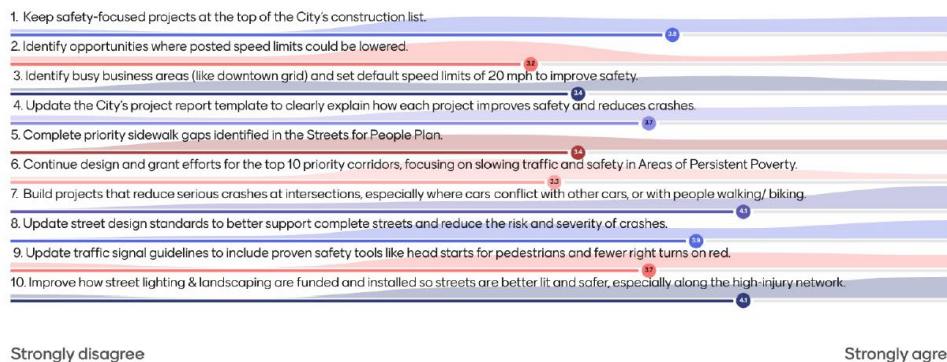 1. Keep safety-focused projects at the top of the City's construction list.
3.8
2. Identify opportunities where posted speed limits could be lowered.
3.2
3. Identify busy business areas (like downtown grid) and set default speed limits of 20 mph to improve safety.
3.4
4. Update the City's project report template to clearly explain how each project improves safety and reduces crashes.
3.7
5. Complete priority sidewalk gaps identified in the Streets for People Plan.
3.4
6. Continue design and grant efforts for the top 10 priority corridors, focusing on slowing traffic and safety in Areas of Persistent Poverty.
3.3
7. Build projects that reduce serious crashes at intersections, especially where cars conflict with other cars, or with people walking/ biking.
4.1
8. Update street design standards to better support complete streets and reduce the risk and severity of crashes.
3.9
9. Update traffic signal guidelines to include proven safety tools like head starts for pedestrians and fewer right turns on red.
3.7
10. Improve how street lighting & landscaping are funded and installed so streets are better lit and safer, especially along the high-injury network.
4.1
Strongly disagree
Strongly agre